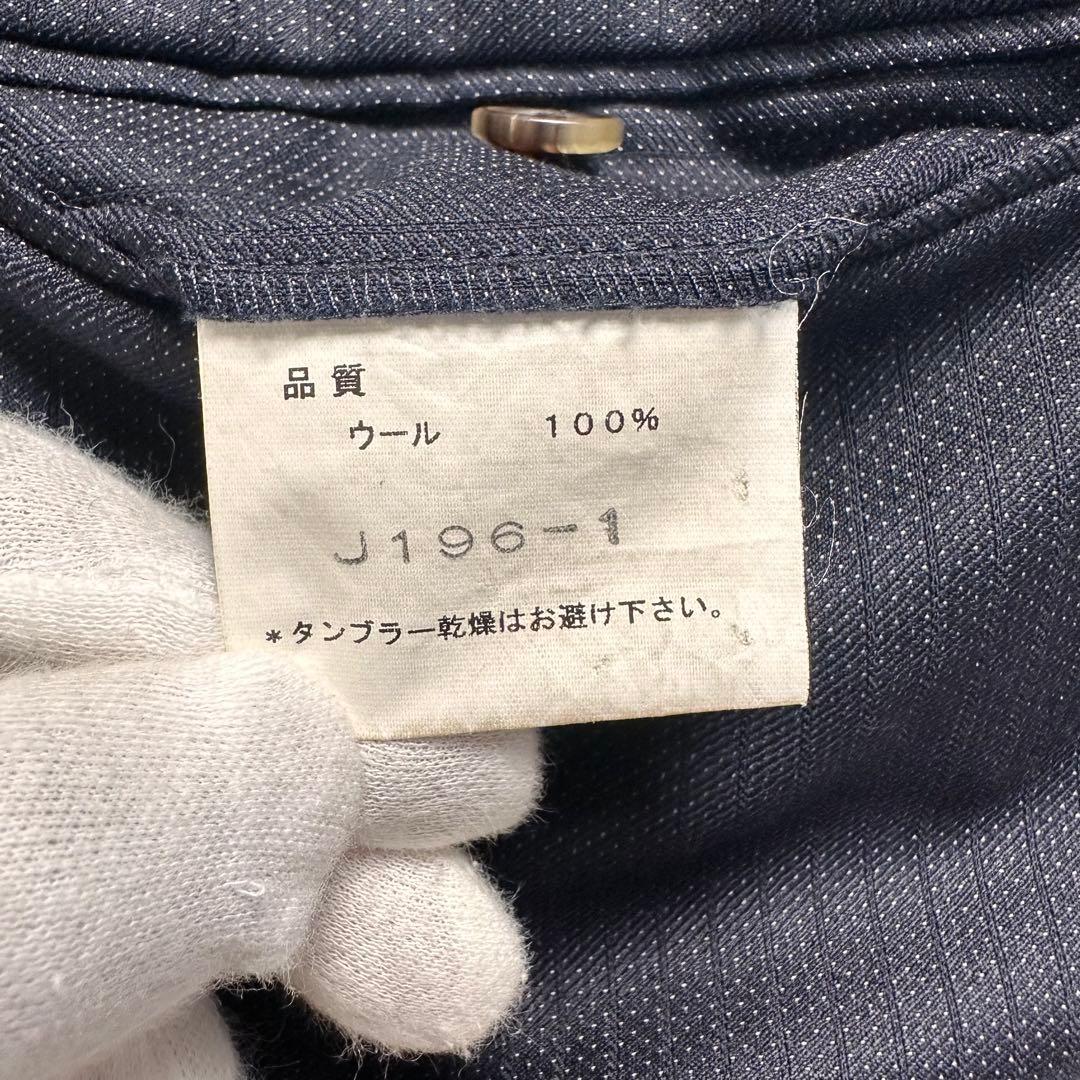 品質
ウール 100%
J196-1
*タンブラー乾燥はお避け下さい。